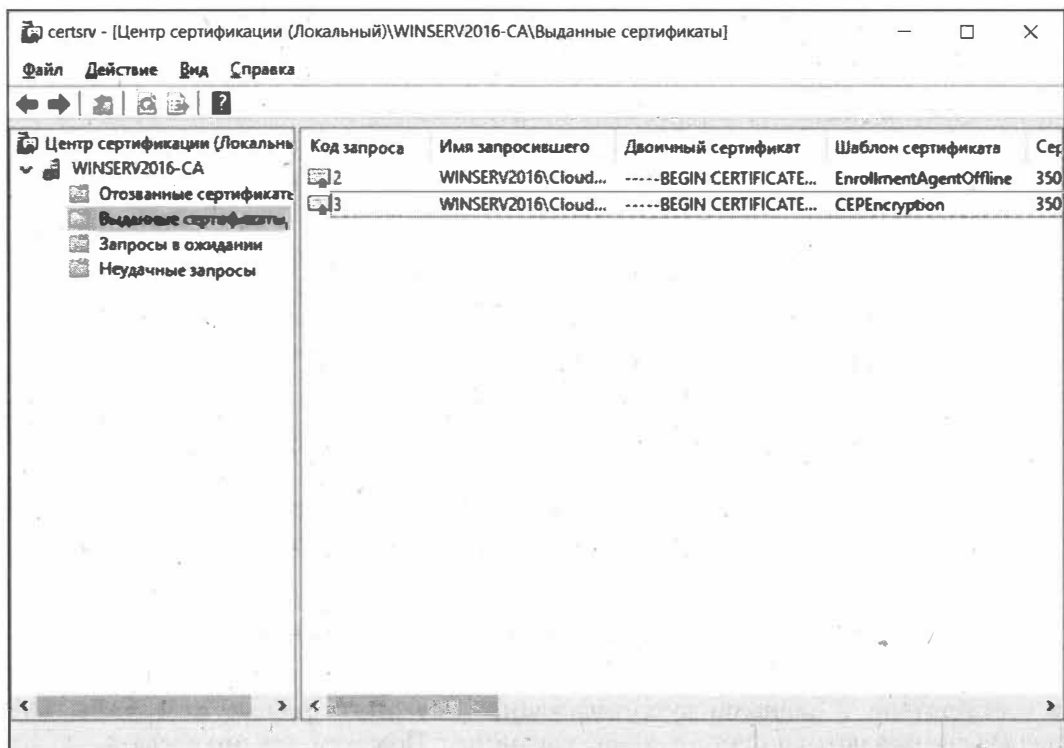 certsrv - [Центр сертификации (Локальный)\WINSERV2016-CA\Выданные сертификаты]
Файл Действие Вид Справка
?
Центр сертификации (Локальны
WINSERV2016-CA
Отозванные сертификать
Выданные сертификаты
Запросы в ожидании
Неудачные запросы
Код запроса Имя запросившего Двоичный сертификат Шаблон сертификата Сер
2 WINSERV2016\Cloud... -----BEGIN CERTIFICATE... EnrollmentAgentOffline 350
3 WINSERV2016\Cloud... -----BEGIN CERTIFICATE... CEPEncryption 350